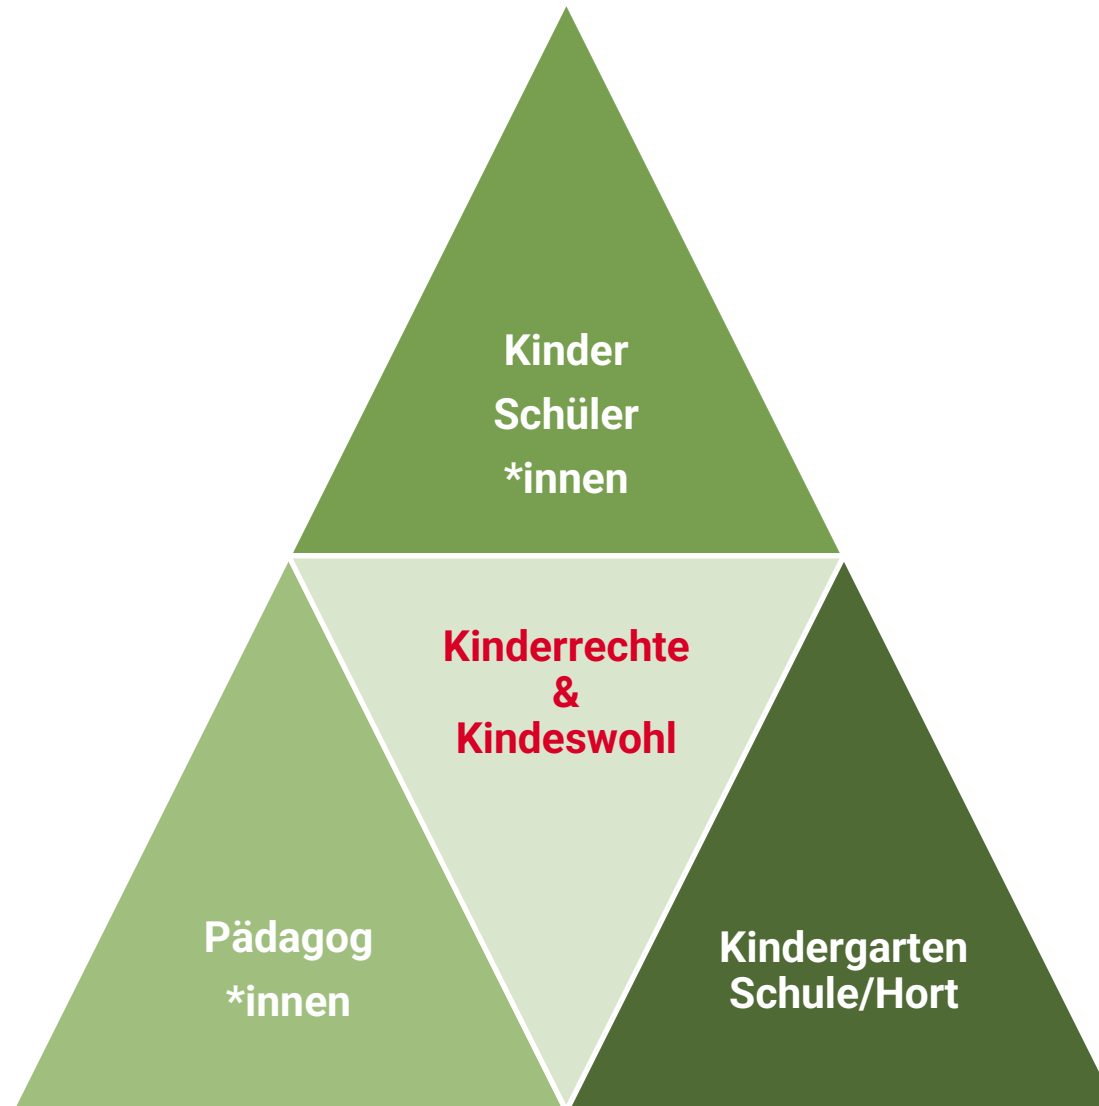 Kinder
Schüler
*innen
Kinderrechte
&
Kindeswohl
Pädagog
*innen
Kindergarten
Schule/Hort